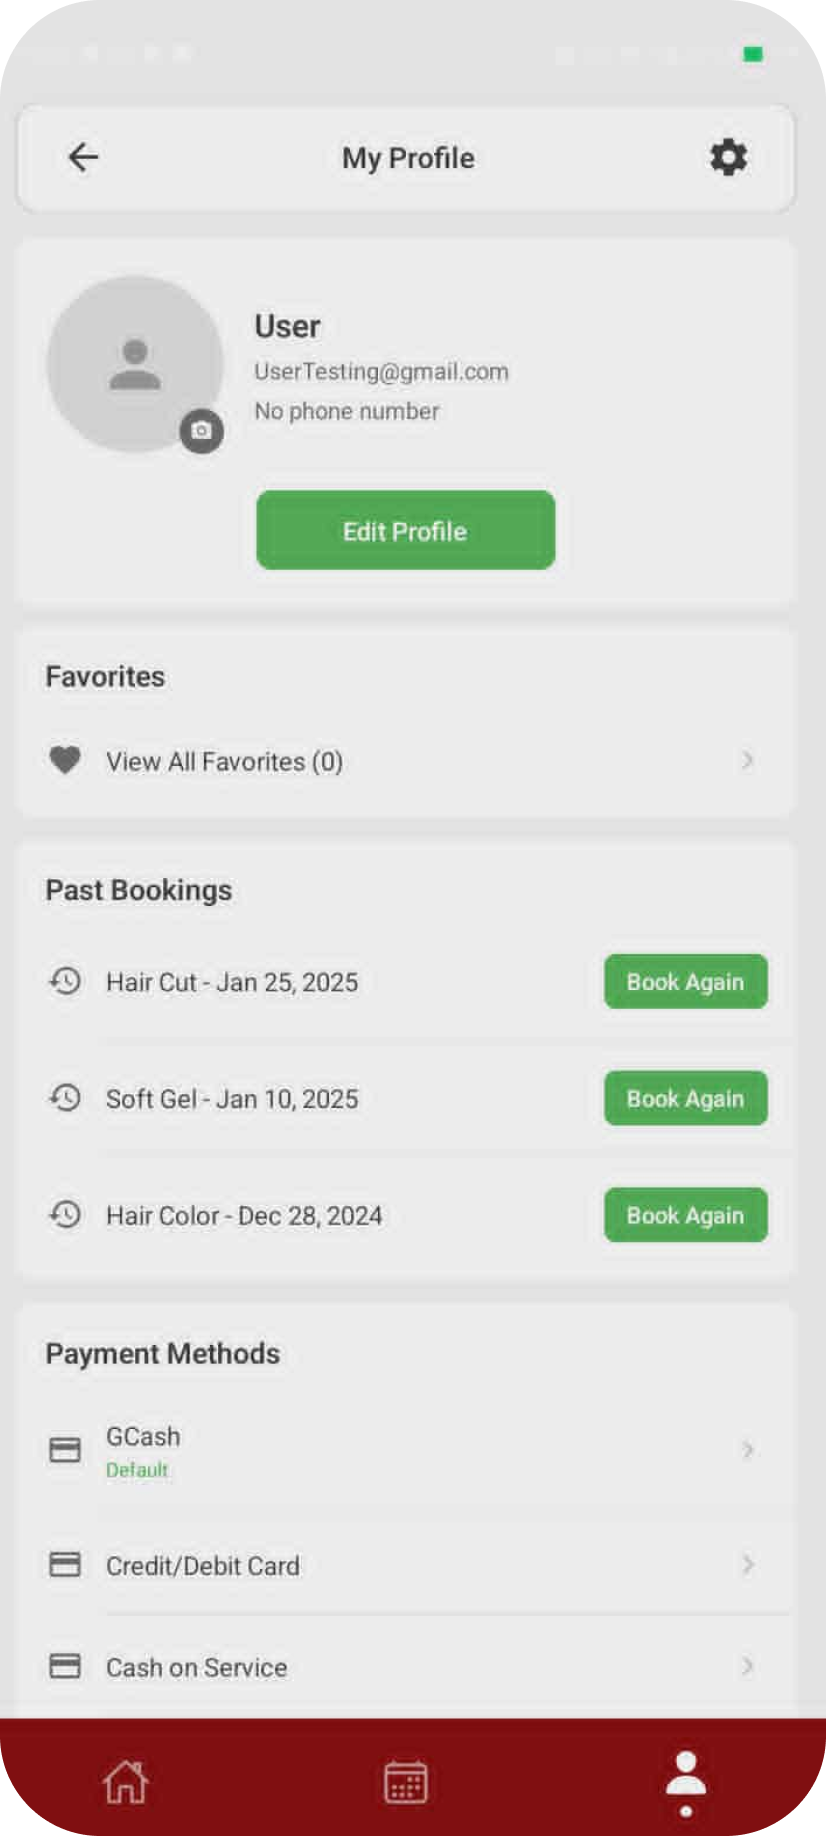 My Profile
User
UserTesting@gmail.com
No phone number
Edit Profile
Favorites
View All Favorites (0)
Past Bookings
Hair Cut - Jan 25, 2025
Book Again
Soft Gel - Jan 10, 2025
Book Again
Hair Color - Dec 28, 2024
Book Again
Payment Methods
GCash
Default
Credit/Debit Card
Cash on Service